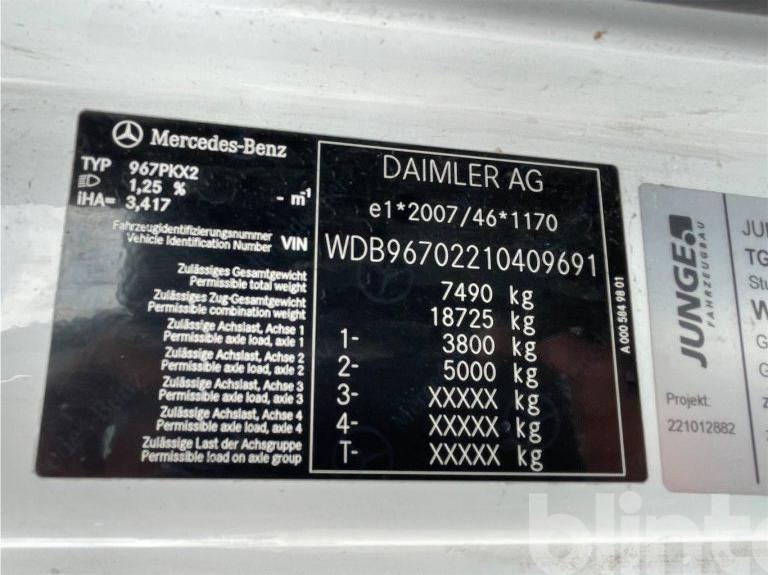 Mercedes-Benz
TYP 967PKX2
1,25 % - m⁻¹
iHA= 3,417
Fahrzeugidentifizierungsnummer
Vehicle Identification Number VIN
Zulässiges Gesamtgewicht
Permissible total weight
Zulässiges Zug-Gesamtgewicht
Permissible combination weight
Zulässige Achslast, Achse 1
Permissible axle load, axle 1
Zulässige Achslast, Achse 2
Permissible axle load, axle 2
Zulässige Achslast, Achse 3
Permissible axle load, axle 3
Zulässige Achslast, Achse 4
Permissible axle load, axle 4
Zulässige Last der Achsgruppe
Permissible load on axle group
DAIMLER AG
e1*2007/46*1170
WDB96702210409691
7490 kg
18725 kg
1- 3800 kg
2- 5000 kg
3- XXXXX kg
4- XXXXX kg
T- XXXXX kg
A 000 584 98 01
JUNGE
FAHRZEUGBAU
Projekt:
221012882
JU
TG
Stu
W
G
G
z